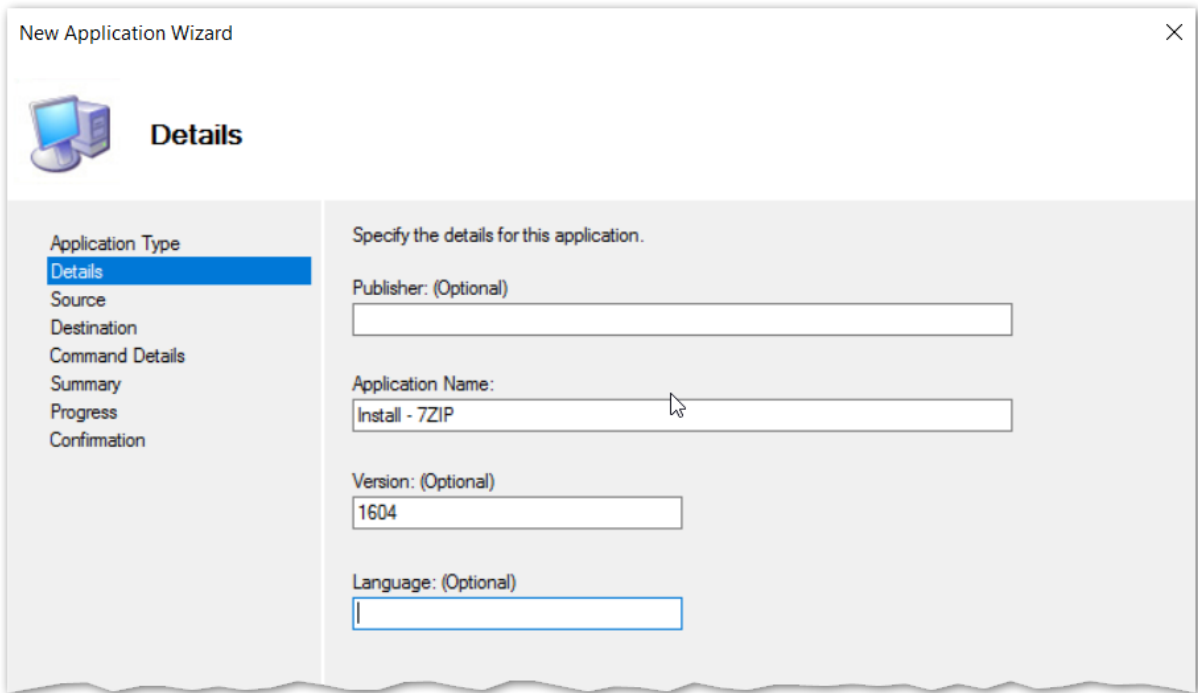 New Application Wizard
Details
Application Type
Details
Source
Destination
Command Details
Summary
Progress
Confirmation
Specify the details for this application.
Publisher: (Optional)
Application Name:
Install - 7ZIP
Version: (Optional)
1604
Language: (Optional)